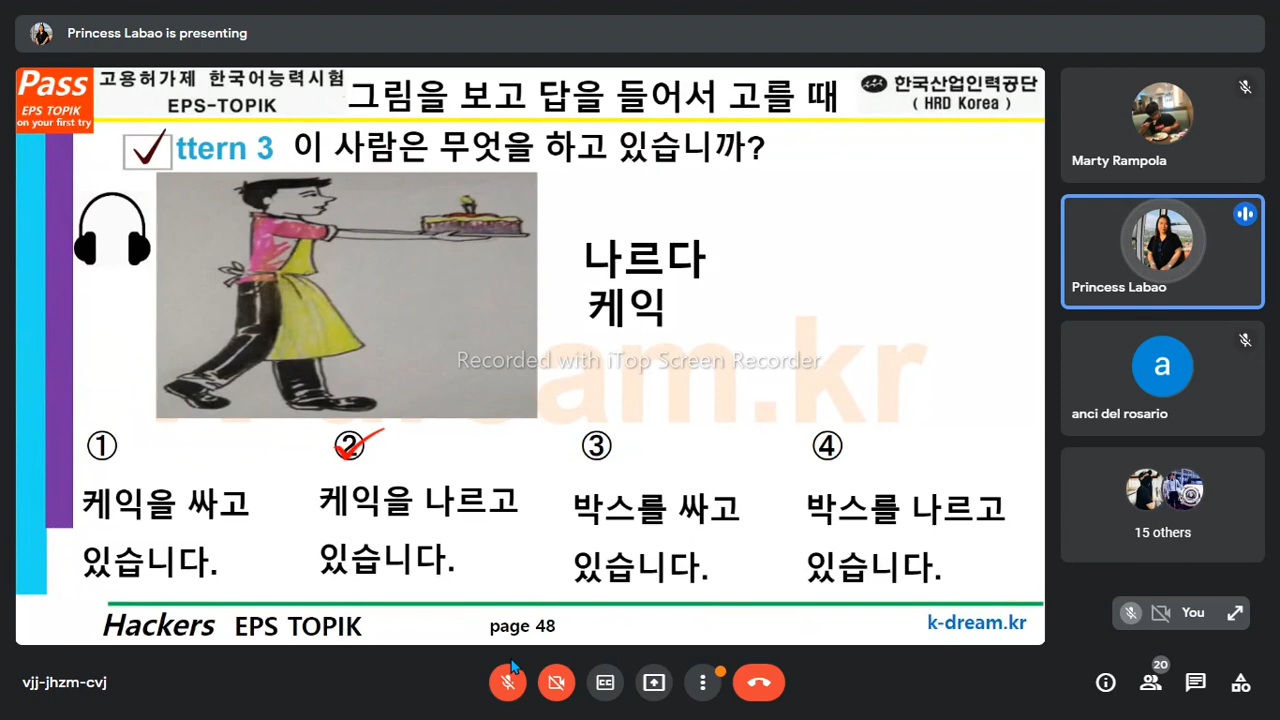 Princess Labao is presenting
Pass
EPS TOPIK
on your first try
고용허가제 한국어능력시험
EPS-TOPIK
그림을 보고 답을 들어서 고를 때
한국산업인력공단
( HRD Korea )
ttern 3 이 사람은 무엇을 하고 있습니까?
나르다
케익
Recorded with iTop Screen Recorder
eam.kr
①
케익을 싸고
있습니다.
②
케익을 나르고
있습니다.
③
박스를 싸고
있습니다.
④
박스를 나르고
있습니다.
Hackers EPS TOPIK
page 48
k-dream.kr
Marty Rampola
Princess Labao
a
anci del rosario
15 others
You
vjj-jhzm-cvj
CC
20